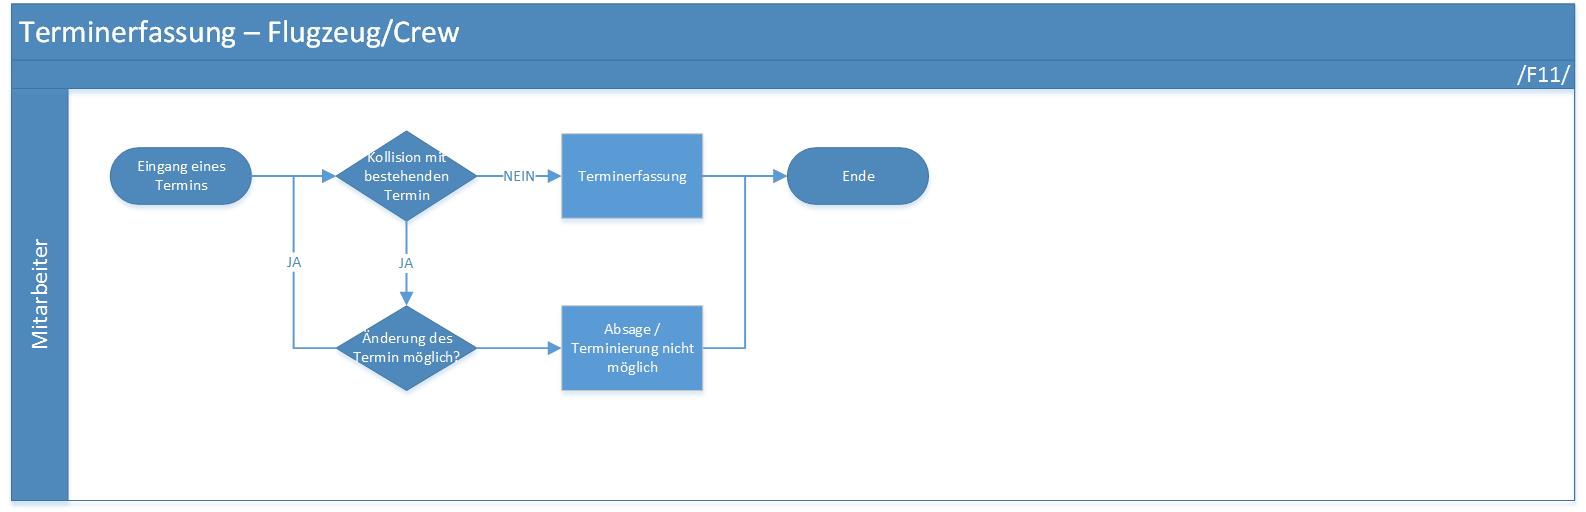 Terminerfassung – Flugzeug/Crew
/F11/
Mitarbeiter
Eingang eines
Termins
Kollision mit
bestehenden
Termin
NEIN
Terminerfassung
Ende
JA
JA
Änderung des
Termin möglich?
Absage /
Terminierung nicht
möglich